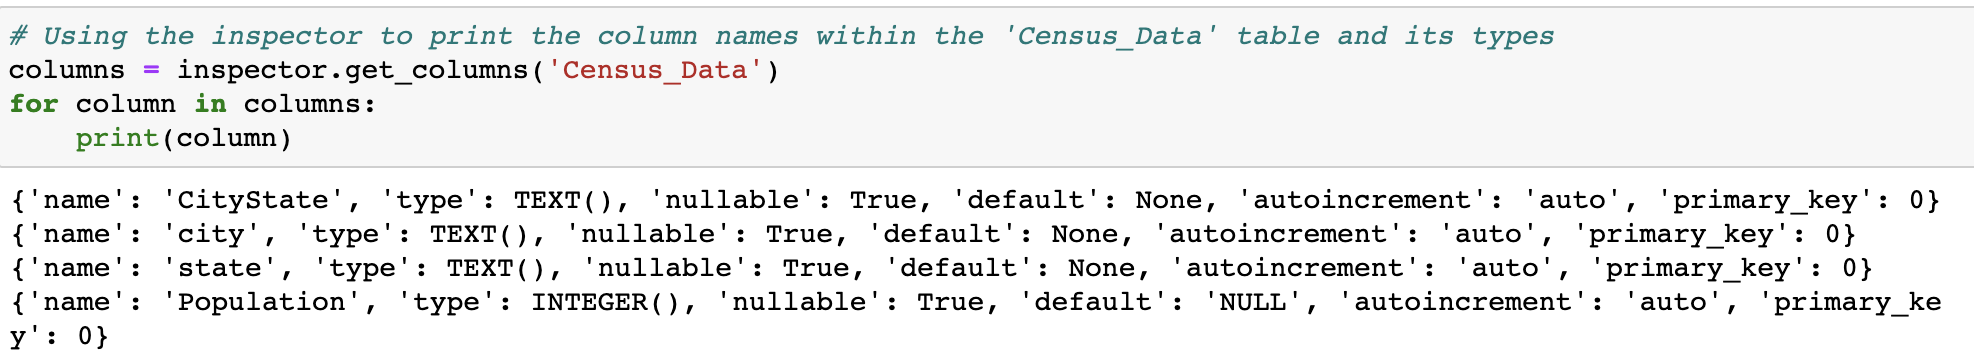 # Using the inspector to print the column names within the 'Census_Data' table and its types
columns = inspector.get_columns('Census_Data')
for column in columns:
    print(column)
{'name': 'CityState', 'type': TEXT(), 'nullable': True, 'default': None, 'autoincrement': 'auto', 'primary_key': 0}
{'name': 'city', 'type': TEXT(), 'nullable': True, 'default': None, 'autoincrement': 'auto', 'primary_key': 0}
{'name': 'state', 'type': TEXT(), 'nullable': True, 'default': None, 'autoincrement': 'auto', 'primary_key': 0}
{'name': 'Population', 'type': INTEGER(), 'nullable': True, 'default': 'NULL', 'autoincrement': 'auto', 'primary_ke
y': 0}